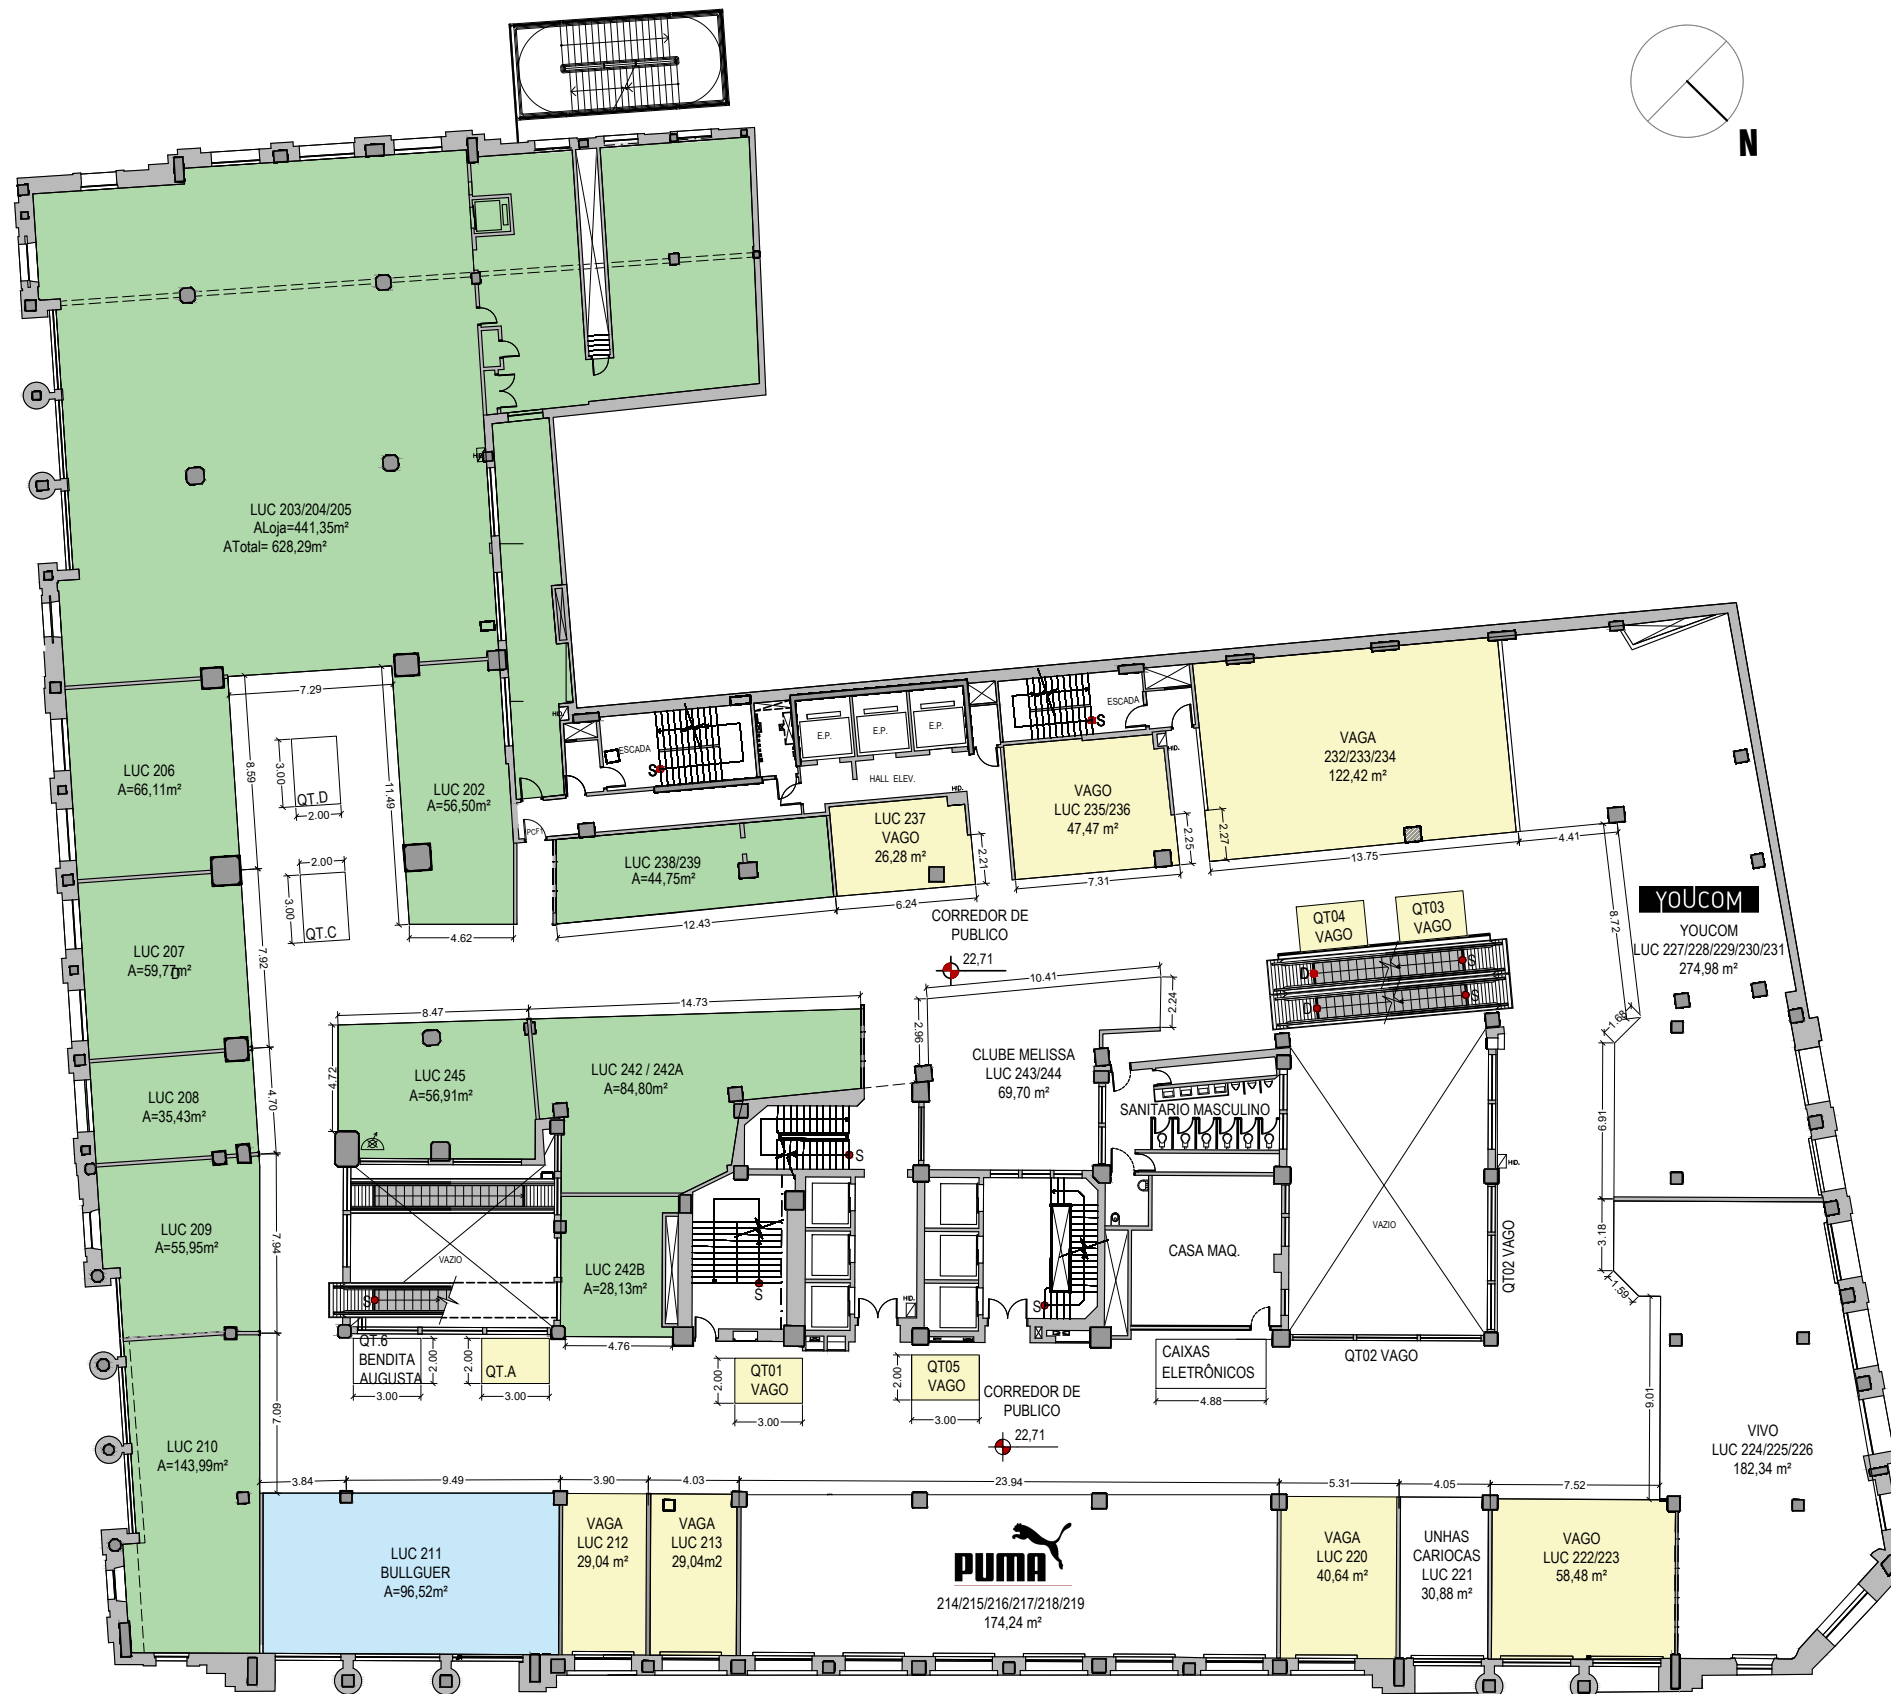 N
HID.
LUC 203/204/205
ALoja=441,35m²
ATotal= 628,29m²
7.29
HID.
ESCADA
S
E.P.
E.P.
E.P.
HALL ELEV.
ESCADA
S
HID.
VAGA
232/233/234
122,42 m²
LUC 206
A=66,11m²
8.59
3.00
QT.D
2.00
11.49
LUC 202
A=56,50m²
PCF1
HID.
LUC 237
VAGO
26,28 m²
2.21
VAGO
LUC 235/236
47,47 m²
2.25
2.27
7.31
13.75
4.41
LUC 238/239
A=44,75m²
12.43
6.24
2.00
3.00
QT.C
4.62
LUC 207
A=59,77m²
D
7.92
CORREDOR DE
PUBLICO
22,71
QT04
VAGO
QT03
VAGO
D
S
D
S
8.72
YOUCOM
YOUCOM
LUC 227/228/229/230/231
274,98 m²
1.68
8.47
14.73
10.41
2.24
2.96
4.72
LUC 245
A=56,91m²
LUC 242 / 242A
A=84,80m²
CLUBE MELISSA
LUC 243/244
69,70 m²
SANITÁRIO MASCULINO
LUC 208
A=35,43m²
4.70
6.91
S
HID.
LUC 209
A=55,95m²
7.94
VAZIO
S
LUC 242B
A=28,13m²
S
HID.
S
CASA MAQ.
VAZIO
QT02 VAGO
3.18
1.59
4.76
QT.6
BENDITA
AUGUSTA
2.00
3.00
2.00
QT.A
3.00
2.00
QT01
VAGO
3.00
2.00
QT05
VAGO
3.00
CORREDOR DE
PUBLICO
22,71
CAIXAS
ELETRÔNICOS
4.88
QT02 VAGO
9.01
7.09
LUC 210
A=143,99m²
VIVO
LUC 224/225/226
182,34 m²
3.84
9.49
3.90
4.03
23.94
5.31
4.05
7.52
LUC 211
BULLGUER
A=96,52m²
VAGA
LUC 212
29,04 m²
VAGA
LUC 213
29,04m2
PUMA
214/215/216/217/218/219
174,24 m²
VAGA
LUC 220
40,64 m²
UNHAS
CARIOCAS
LUC 221
30,88 m²
VAGO
LUC 222/223
58,48 m²